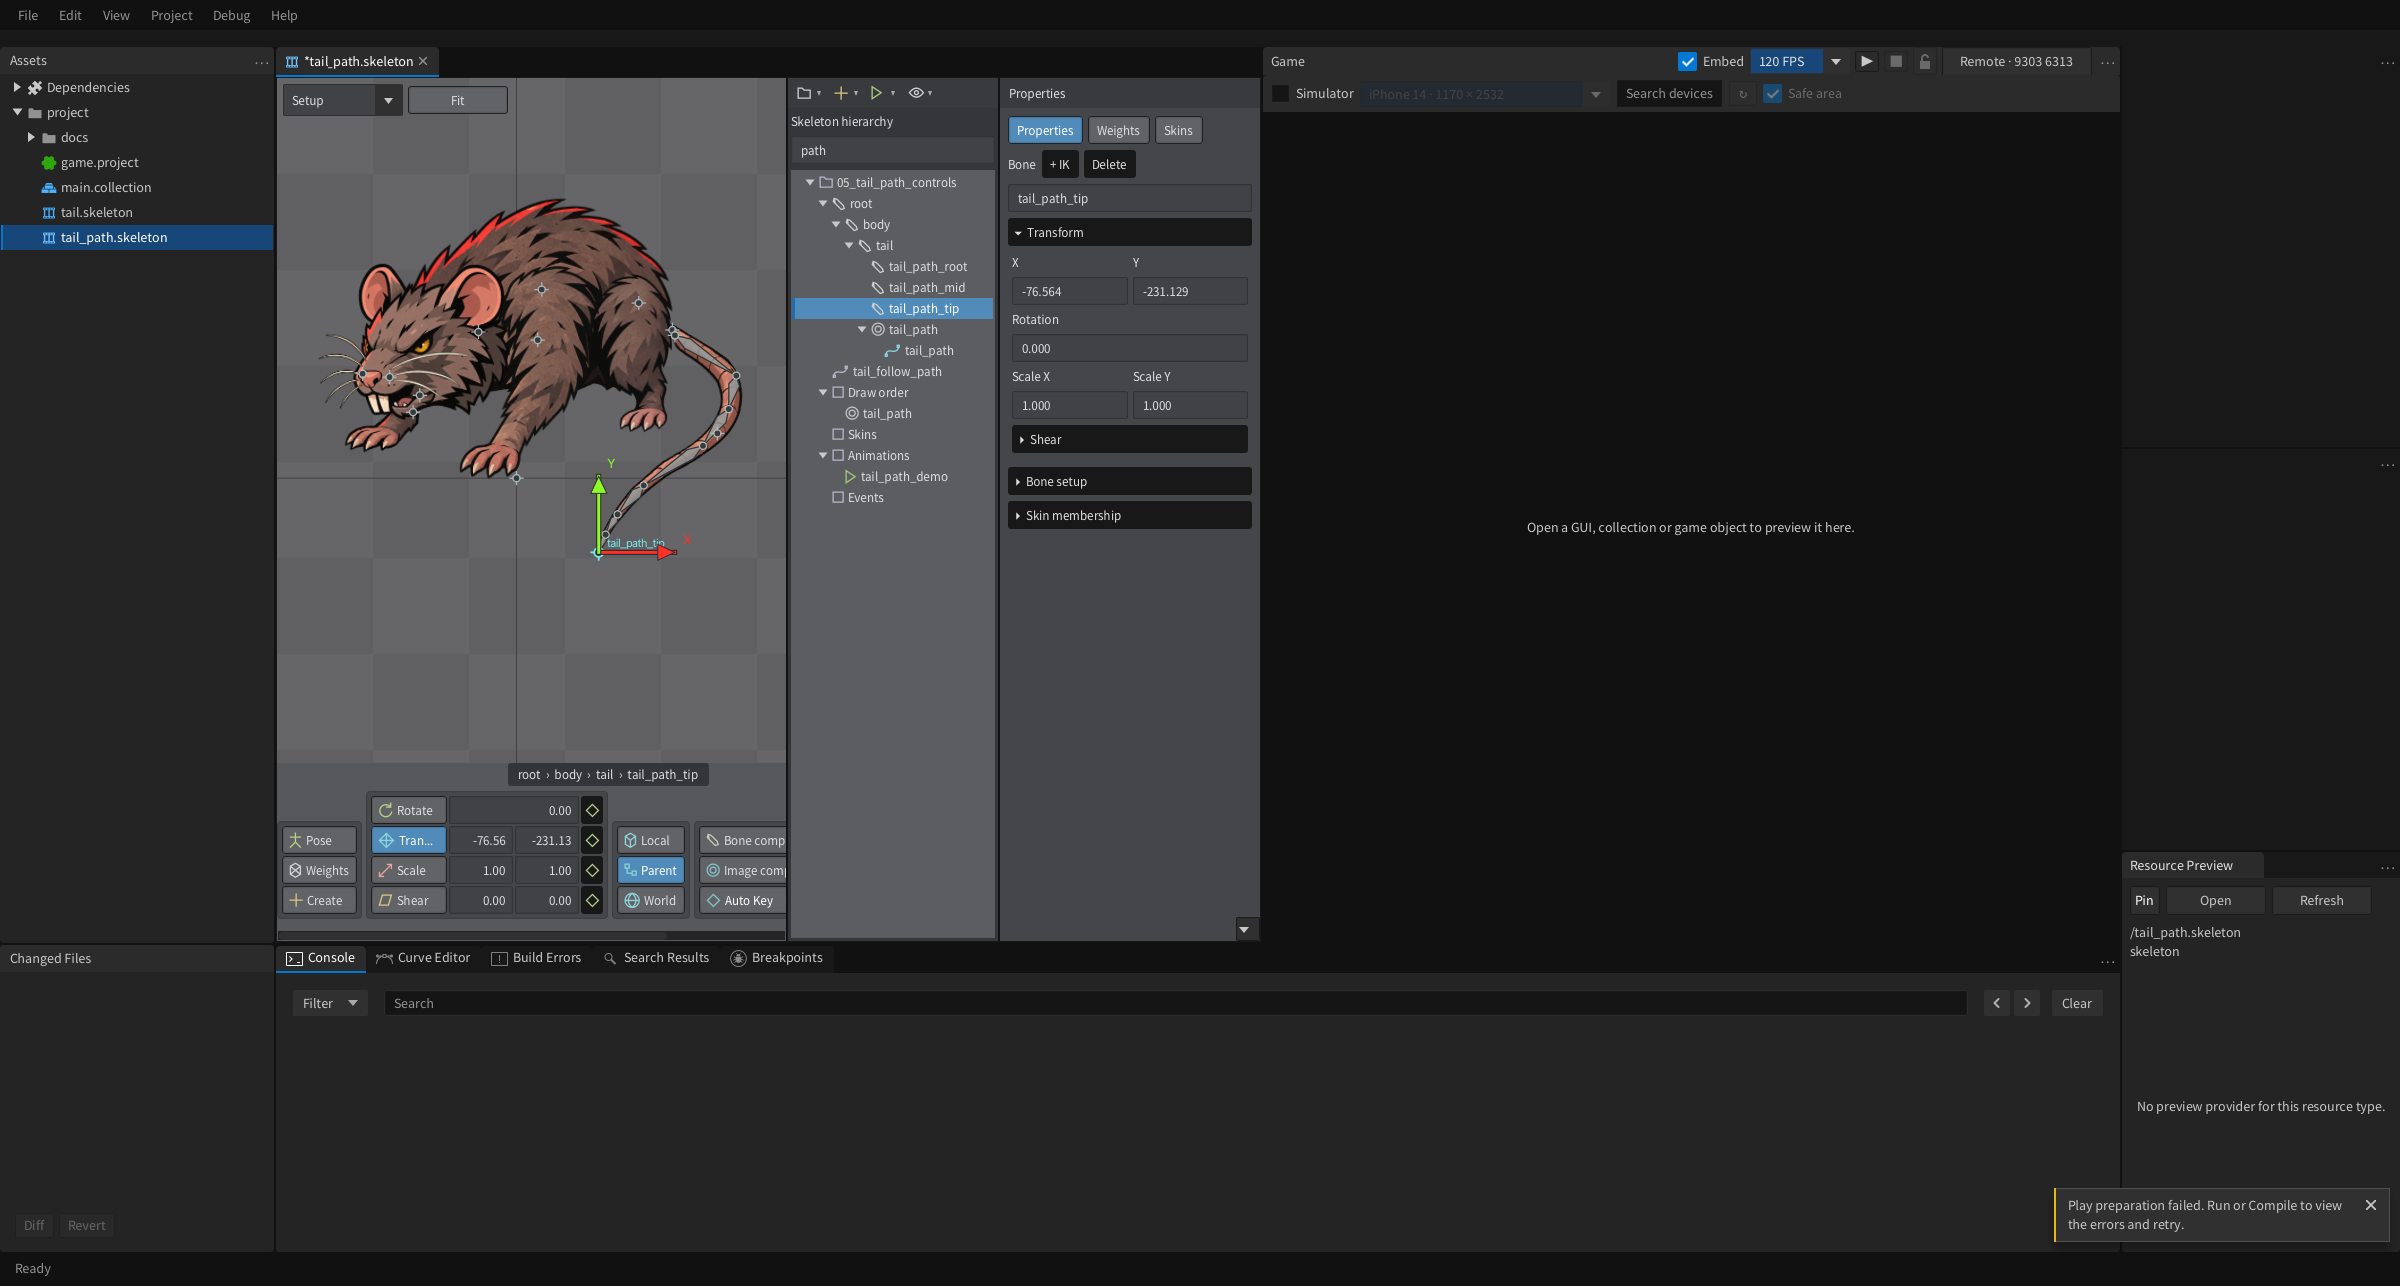 File Edit View Project Debug Help
Assets
Dependencies
project
docs
game.project
main.collection
tail.skeleton
tail_path.skeleton
Changed Files
Diff Revert
Ready
*tail_path.skeleton
Setup Fit
Y
X
tail_path_tip
root › body › tail › tail_path_tip
Rotate 0.00
Pose Tran... -76.56 -231.13 Local Bone comp
Weights Scale 1.00 1.00 Parent Image comp
Create Shear 0.00 0.00 World Auto Key
Skeleton hierarchy
path
05_tail_path_controls
root
body
tail
tail_path_root
tail_path_mid
tail_path_tip
tail_path
tail_path
tail_follow_path
Draw order
tail_path
Skins
Animations
tail_path_demo
Events
Properties
Properties Weights Skins
Bone + IK Delete
tail_path_tip
Transform
X Y
-76.564 -231.129
Rotation
0.000
Scale X Scale Y
1.000 1.000
Shear
Bone setup
Skin membership
Game Embed 120 FPS Remote · 9303 6313
Simulator iPhone 14 · 1170 × 2532 Search devices Safe area
Open a GUI, collection or game object to preview it here.
Console Curve Editor Build Errors Search Results Breakpoints
Filter Search Clear
Resource Preview
Pin Open Refresh
/tail_path.skeleton
skeleton
No preview provider for this resource type.
Play preparation failed. Run or Compile to view
the errors and retry.